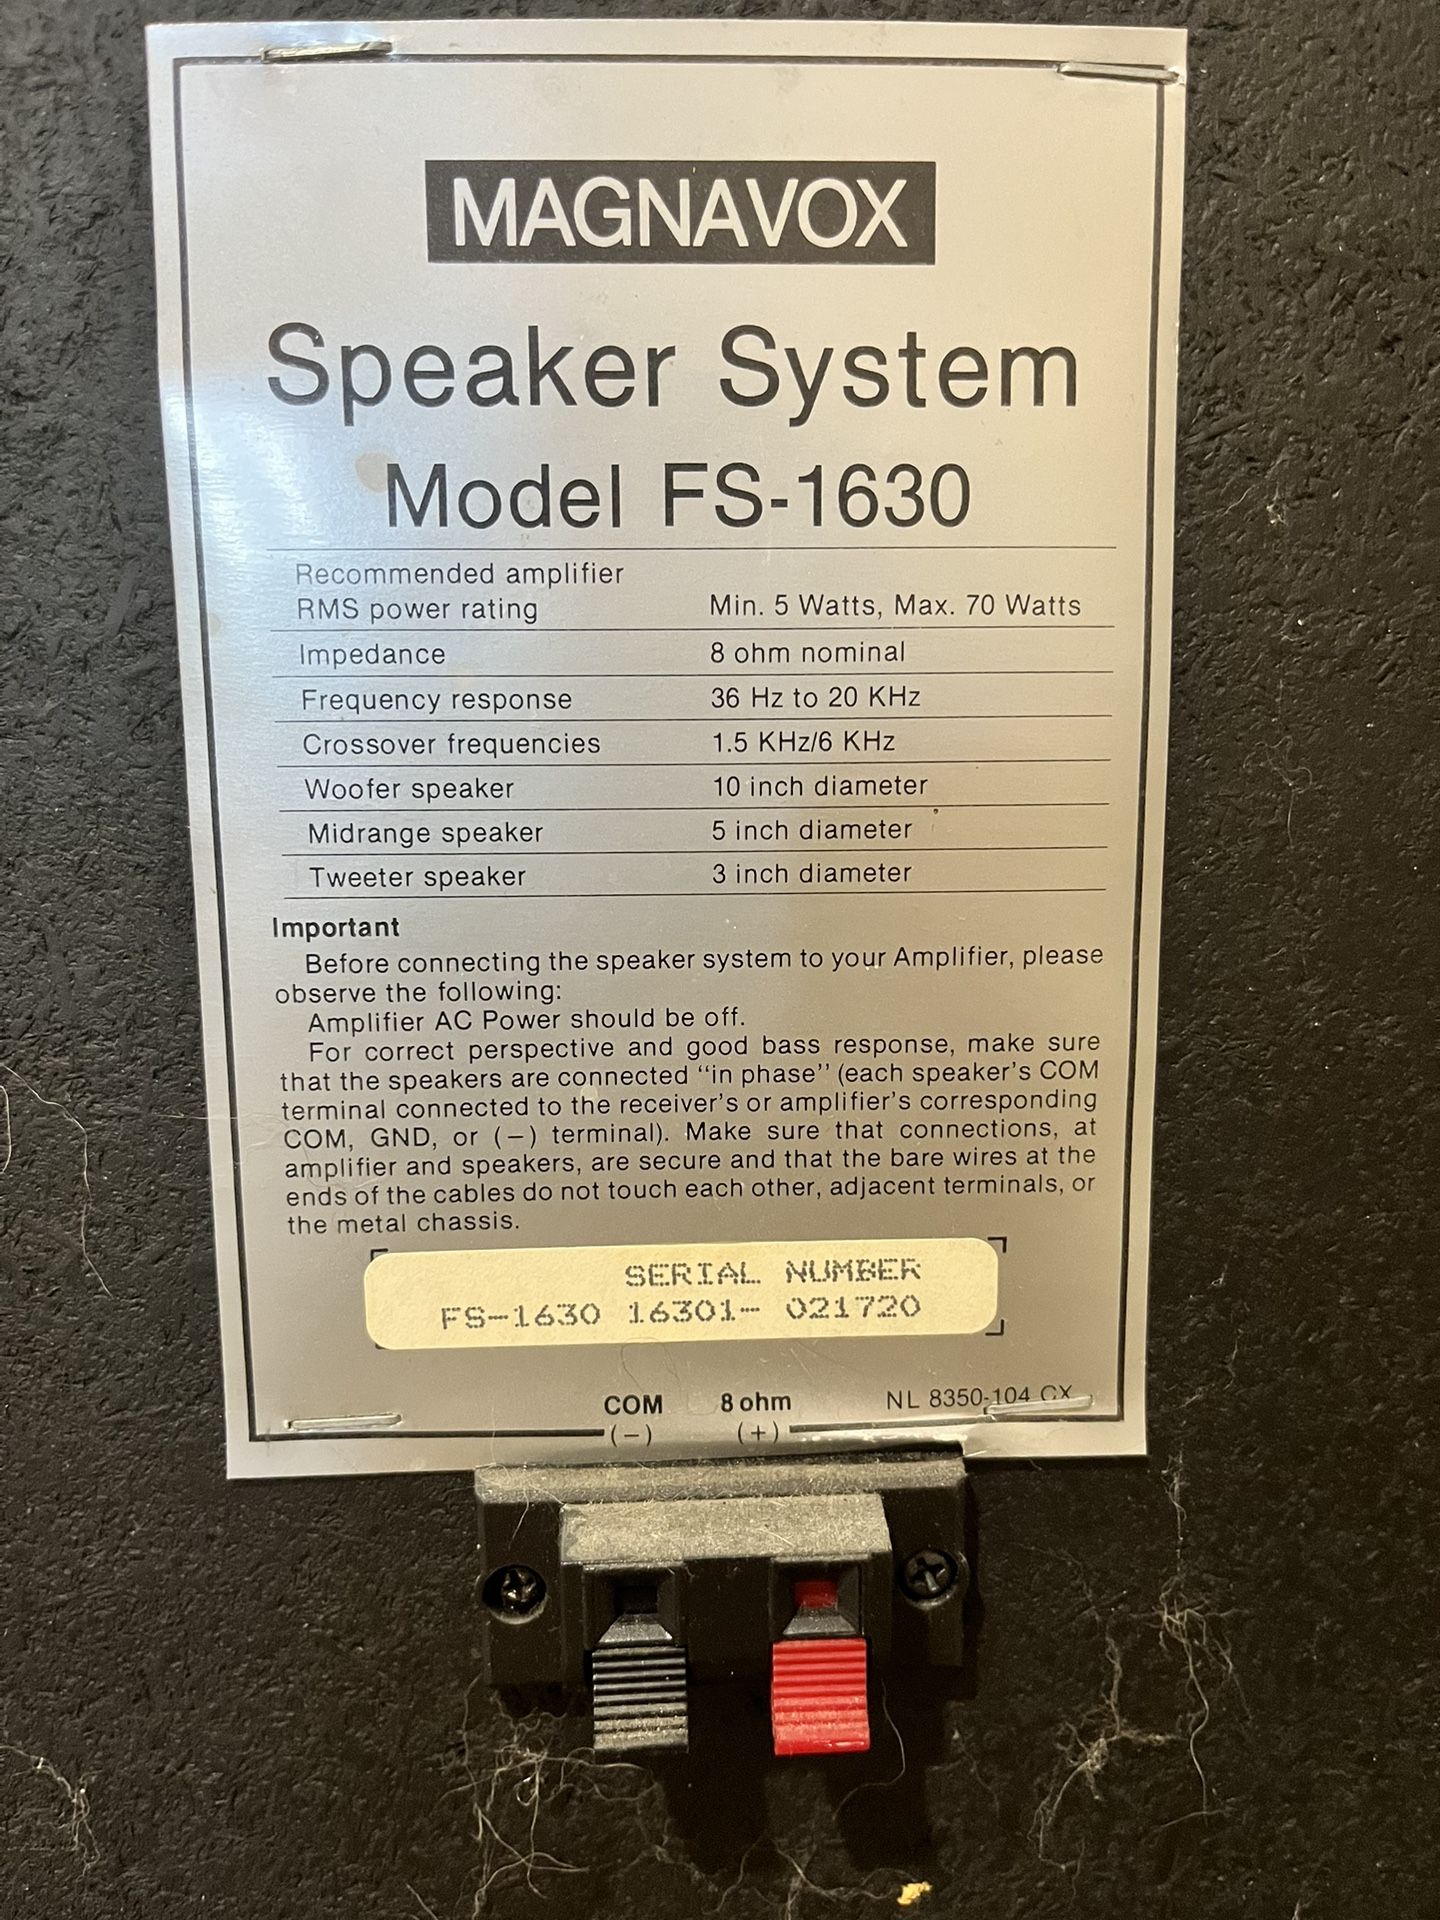 MAGNAVOX
Speaker System
Model FS-1630
Recommended amplifier
RMS power rating Min. 5 Watts, Max. 70 Watts
Impedance 8 ohm nominal
Frequency response 36 Hz to 20 KHz
Crossover frequencies 1.5 KHz/6 KHz
Woofer speaker 10 inch diameter
Midrange speaker 5 inch diameter
Tweeter speaker 3 inch diameter
Important
Before connecting the speaker system to your Amplifier, please
observe the following:
Amplifier AC Power should be off.
For correct perspective and good bass response, make sure
that the speakers are connected “in phase” (each speaker's COM
terminal connected to the receiver's or amplifier's corresponding
COM, GND, or (−) terminal). Make sure that connections, at
amplifier and speakers, are secure and that the bare wires at the
ends of the cables do not touch each other, adjacent terminals, or
the metal chassis.
SERIAL NUMBER
FS-1630 16301- 021720
COM 8 ohm NL 8350-104 CX
(−) (+)